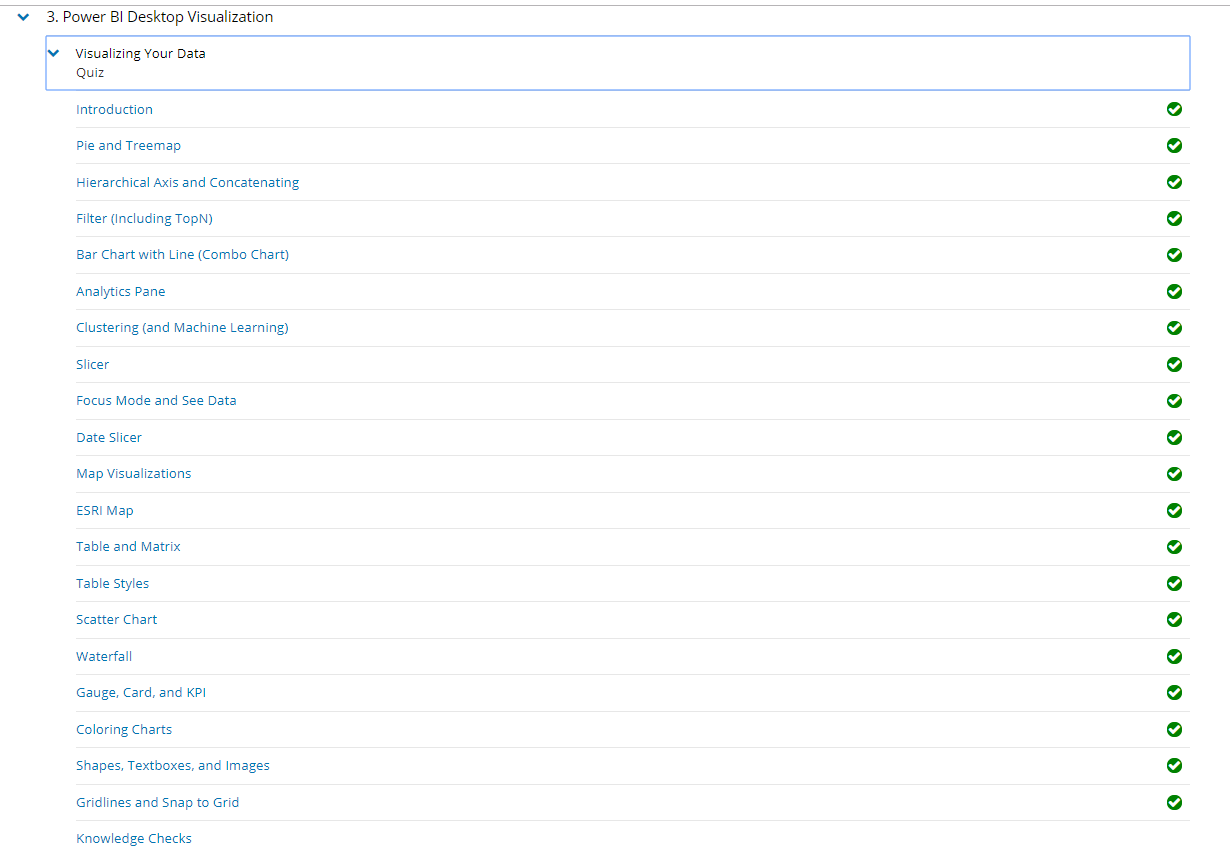 3. Power BI Desktop Visualization
Visualizing Your Data
Quiz
Introduction
Pie and Treemap
Hierarchical Axis and Concatenating
Filter (Including TopN)
Bar Chart with Line (Combo Chart)
Analytics Pane
Clustering (and Machine Learning)
Slicer
Focus Mode and See Data
Date Slicer
Map Visualizations
ESRI Map
Table and Matrix
Table Styles
Scatter Chart
Waterfall
Gauge, Card, and KPI
Coloring Charts
Shapes, Textboxes, and Images
Gridlines and Snap to Grid
Knowledge Checks